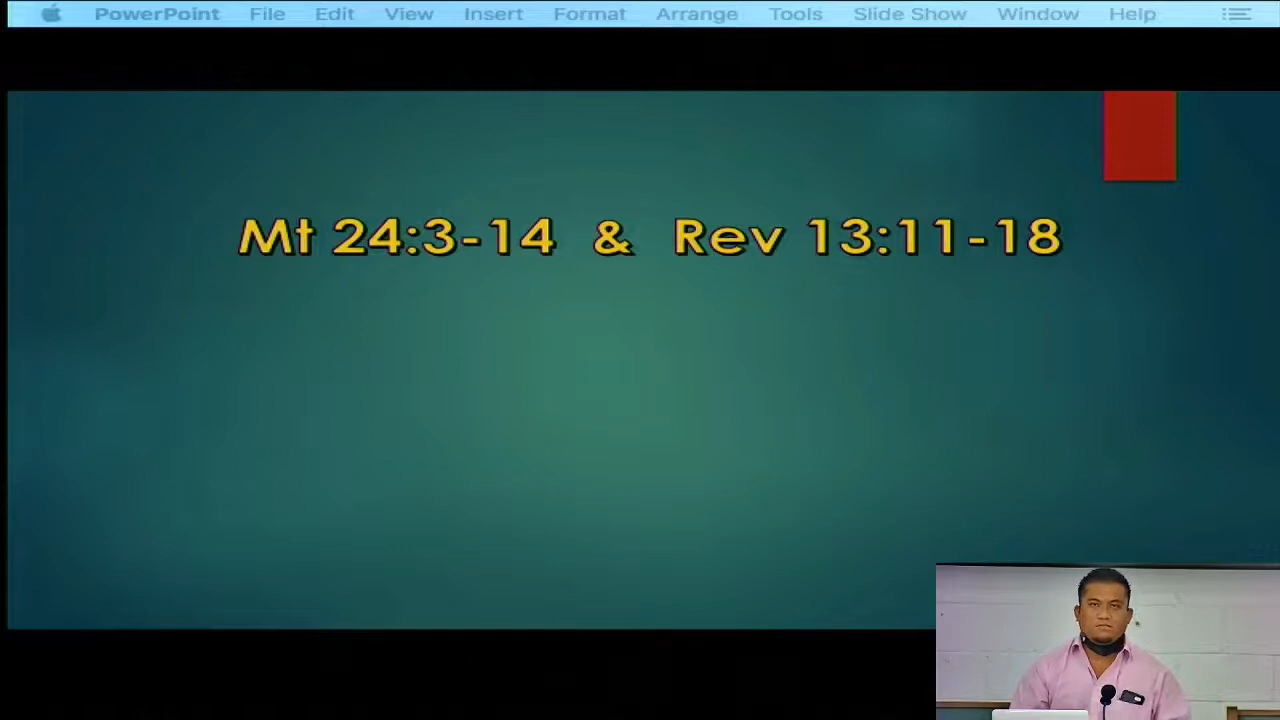 PowerPoint File Edit View Insert Format Arrange Tools Slide Show Window Help
Mt 24:3-14 & Rev 13:11-18